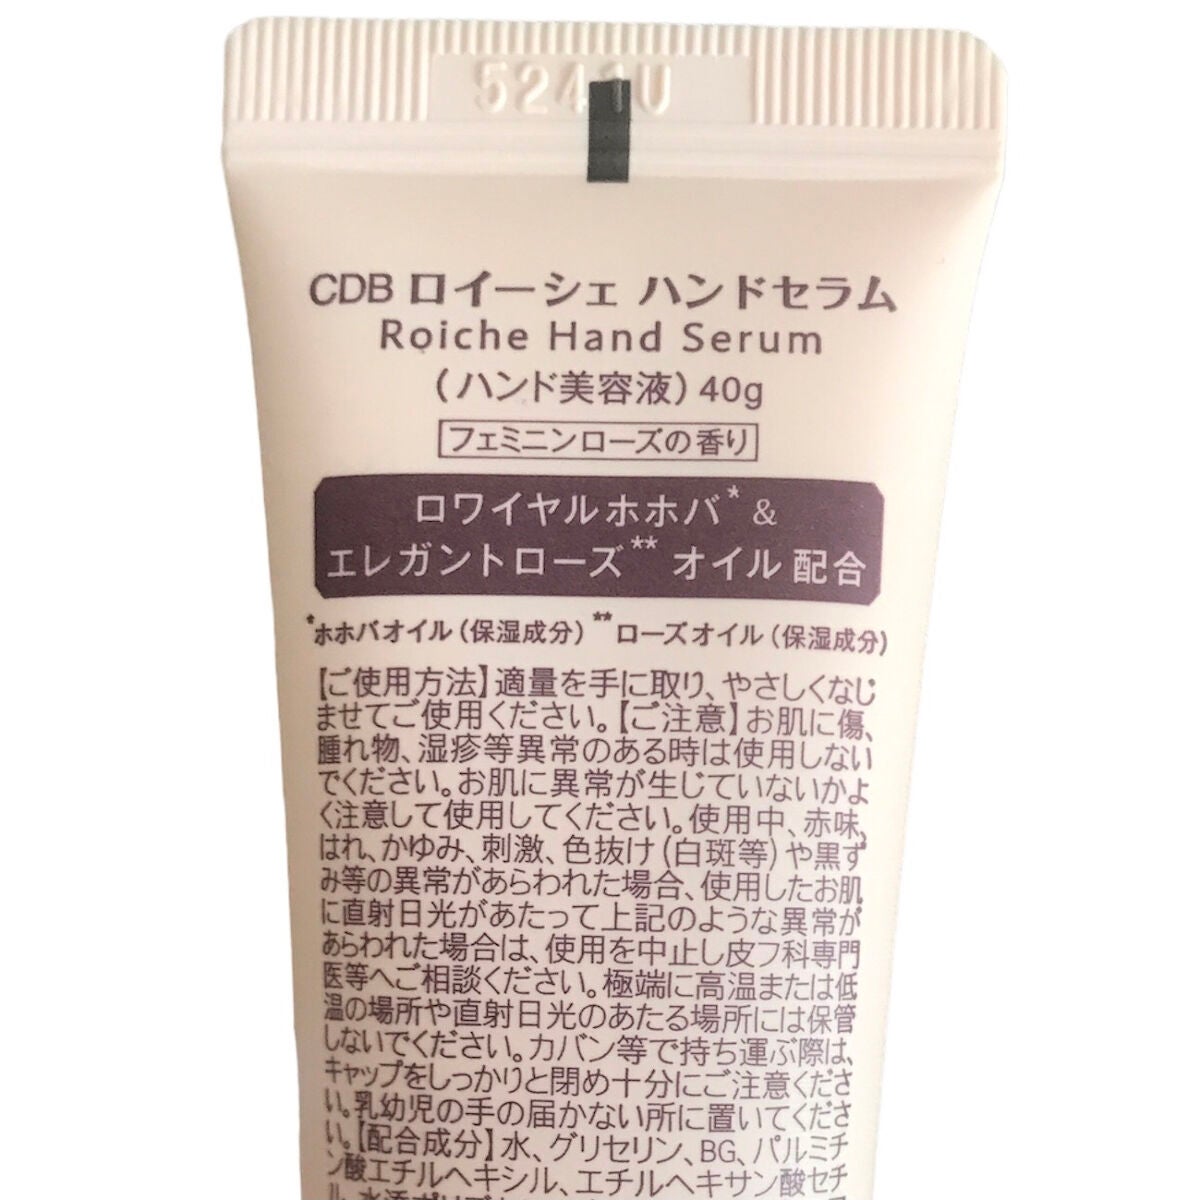 5241U
CDB ロイーシェ ハンドセラム
Roiche Hand Serum
(ハンド美容液) 40g
フェミニンローズの香り
ロワイヤルホホバ* &
エレガントローズ** オイル 配合
*ホホバオイル(保湿成分) **ローズオイル(保湿成分)
【ご使用方法】適量を手に取り、やさしくなじ
ませてご使用ください。【ご注意】お肌に傷、
腫れ物、湿疹等異常のある時は使用しない
でください。お肌に異常が生じていないかよ
く注意して使用してください。使用中、赤味、
はれ、かゆみ、刺激、色抜け(白斑等)や黒ず
み等の異常があらわれた場合、使用したお肌
に直射日光があたって上記のような異常が
あらわれた場合は、使用を中止し皮フ科専門
医等へご相談ください。極端に高温または低
温の場所や直射日光のあたる場所には保管
しないでください。カバン等で持ち運ぶ際は、
キャップをしっかりと閉め十分にご注意くださ
い。乳幼児の手の届かない所に置いてくださ
い。【配合成分】水、グリセリン、BG、パルミチ
ン酸エチルヘキシル、エチルヘキサン酸セチ